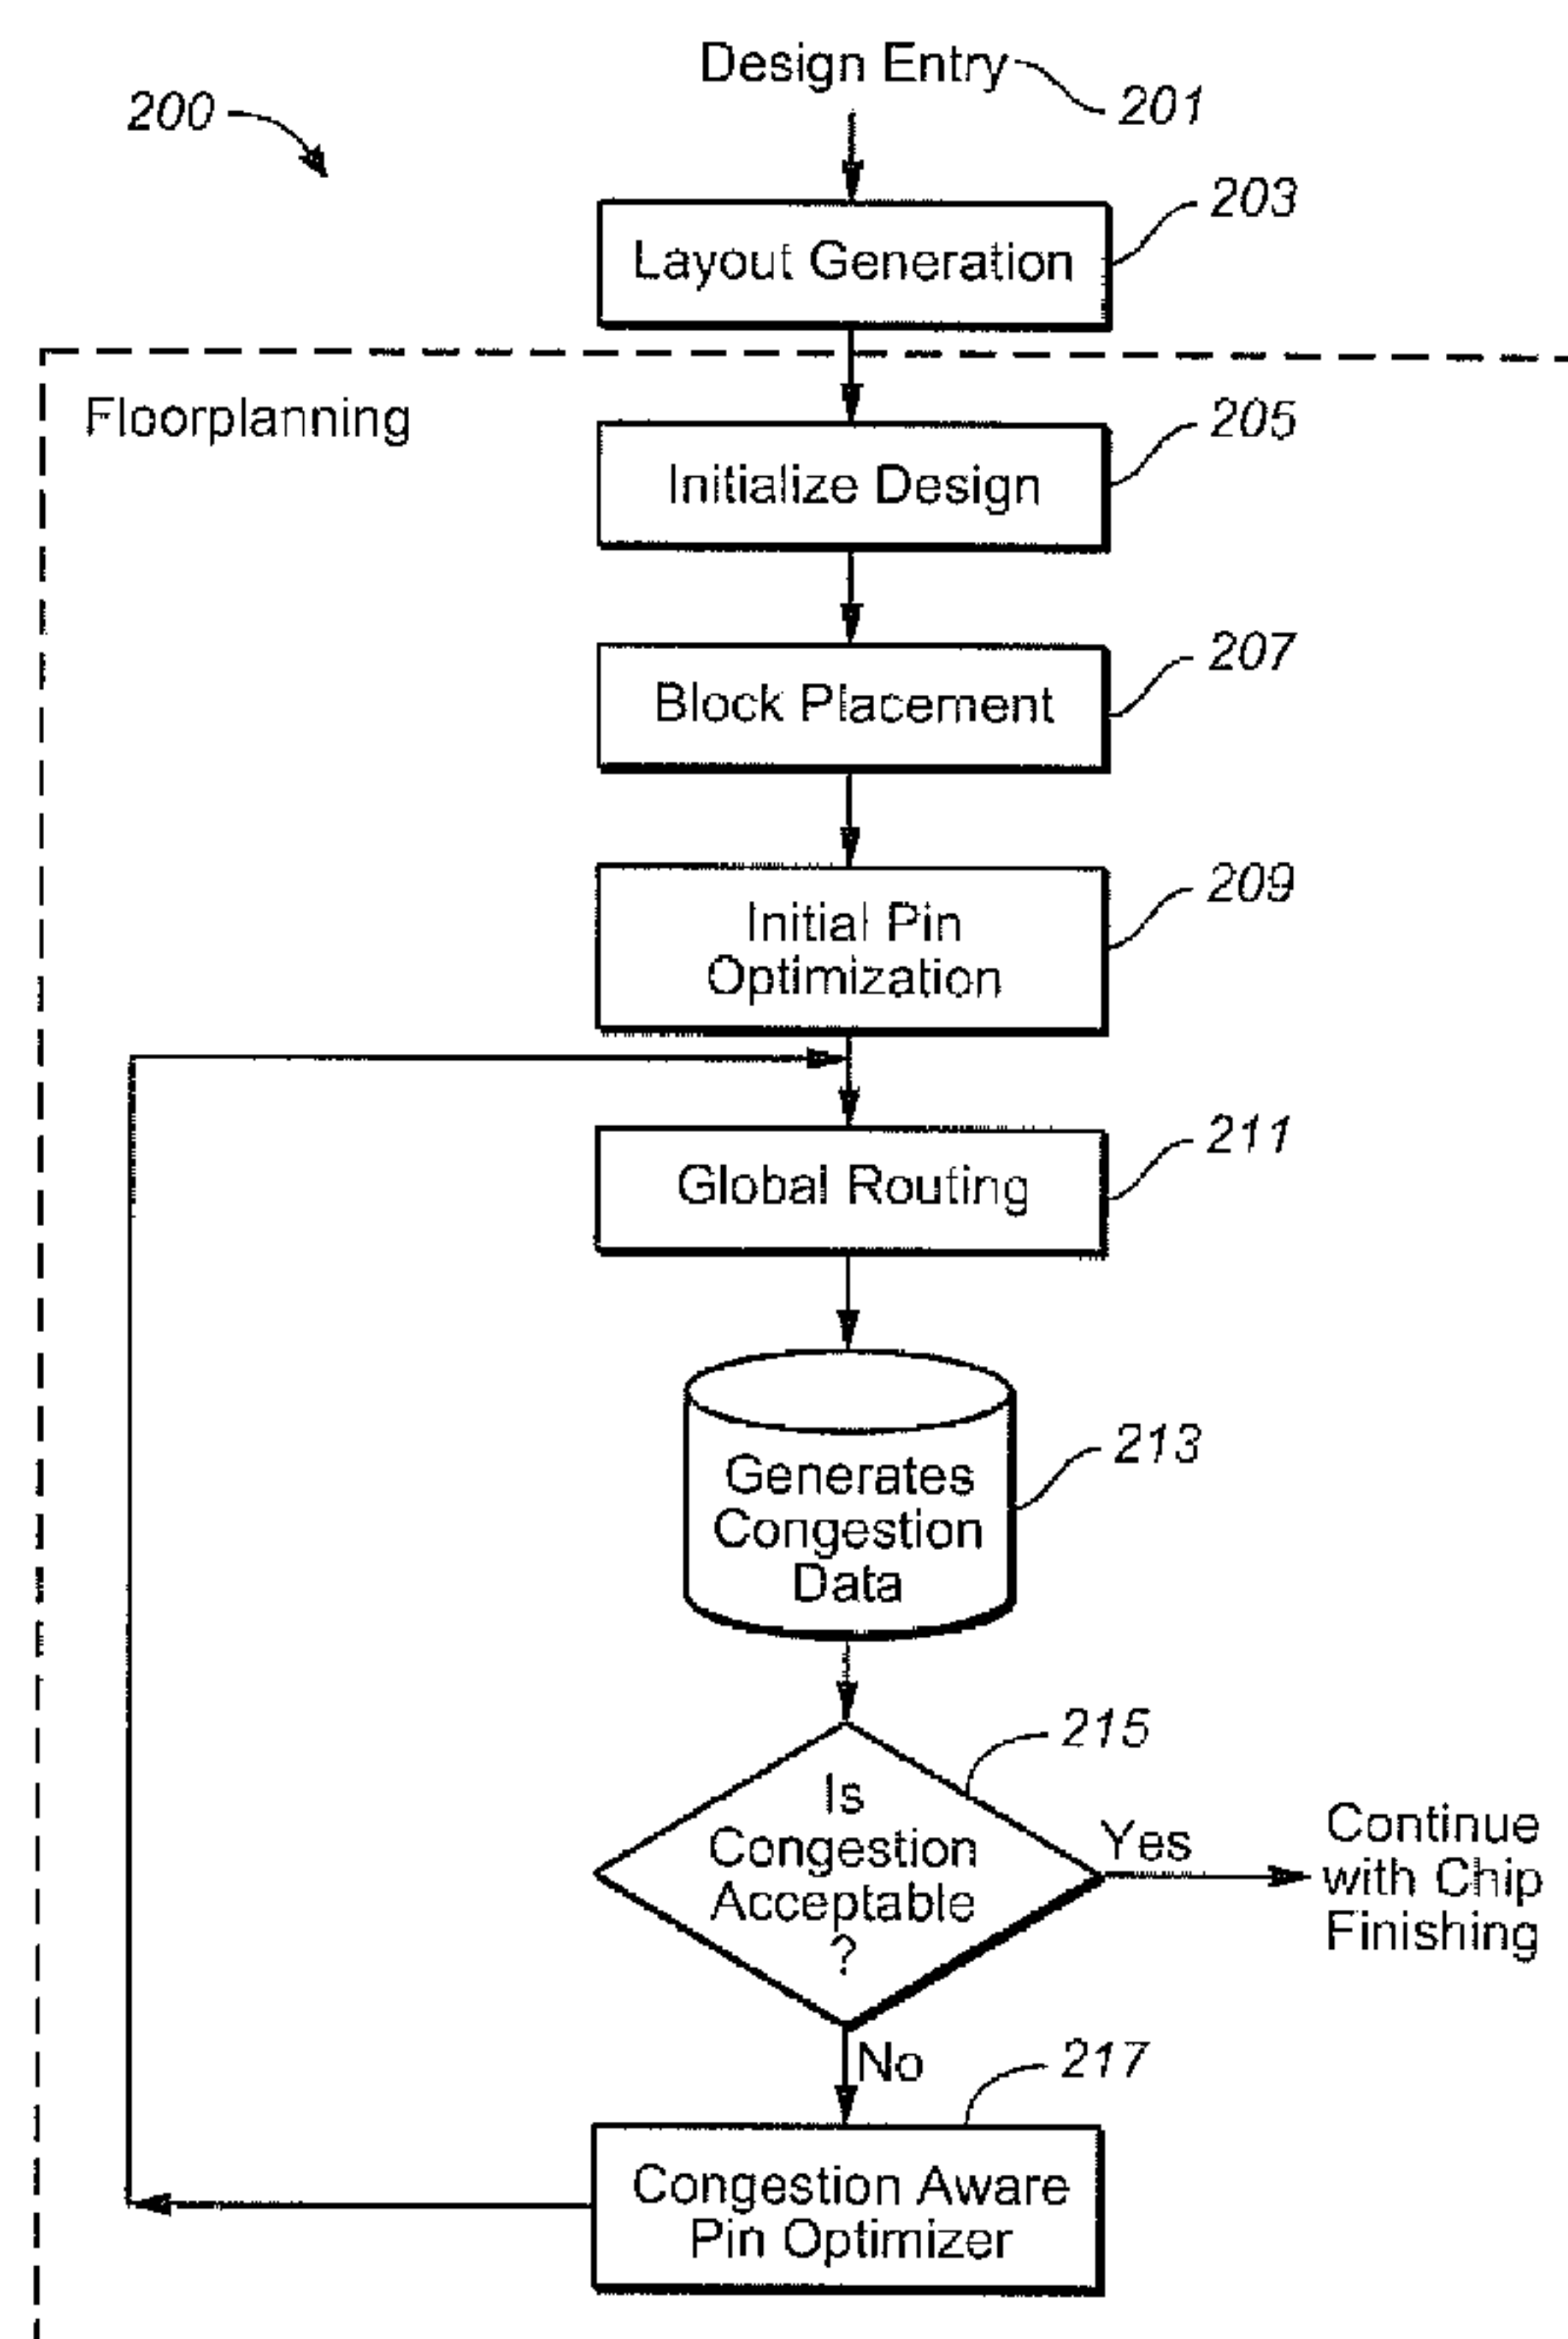 Design Entry
201
200
203
Layout Generation
Floorplanning
205
Initialize Design
207
Block Placement
209
Initial Pin
Optimization
211
Global Routing
213
Generates
Congestion
Data
215
Is
Congestion
Acceptable
?
Yes
Continue
with Chip
Finishing
No
217
Congestion Aware
Pin Optimizer